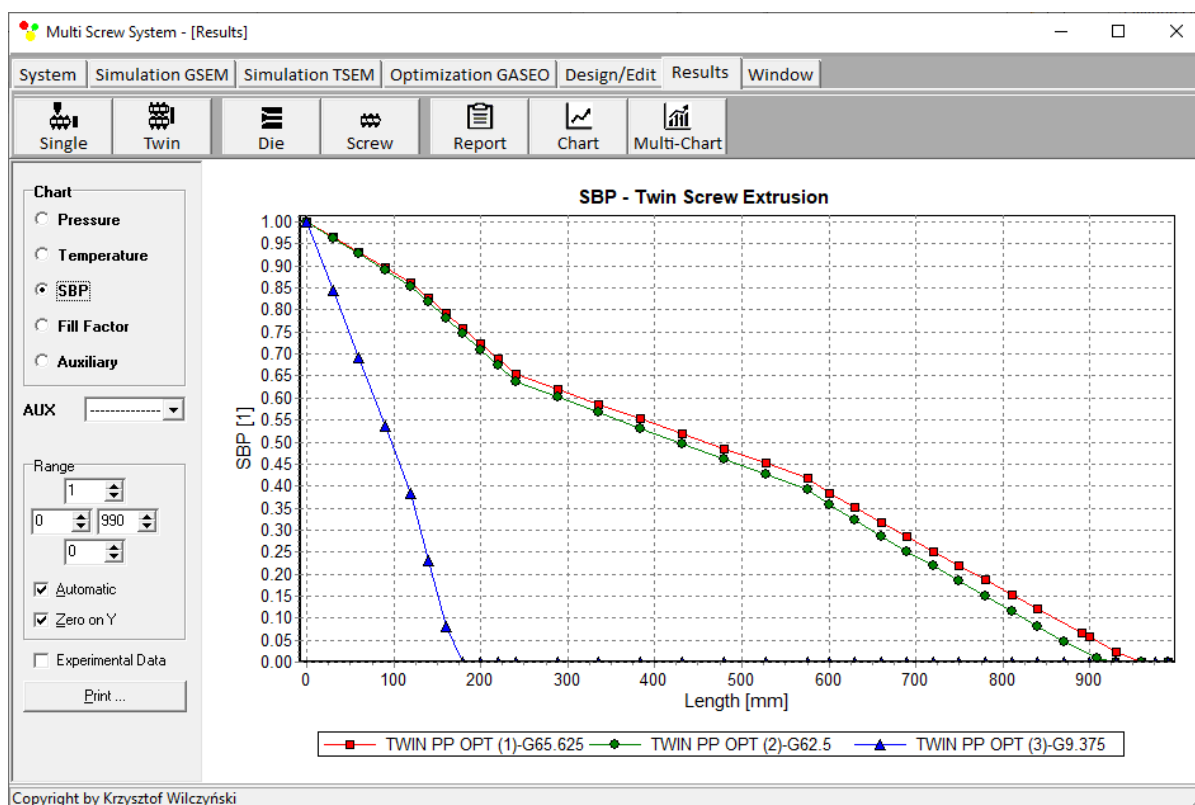 Multi Screw System - [Results]
System Simulation GSEM Simulation TSEM Optimization GASEO Design/Edit Results Window
Single Twin Die Screw Report Chart Multi-Chart
Chart
Pressure
Temperature
SBP
Fill Factor
Auxiliary
AUX -------------
Range
1
0 990
0
Automatic
Zero on Y
Experimental Data
Print ...
SBP - Twin Screw Extrusion
SBP [1]
1.00
0.95
0.90
0.85
0.80
0.75
0.70
0.65
0.60
0.55
0.50
0.45
0.40
0.35
0.30
0.25
0.20
0.15
0.10
0.05
0.00
0 100 200 300 400 500 600 700 800 900
Length [mm]
TWIN PP OPT (1)-G65.625 TWIN PP OPT (2)-G62.5 TWIN PP OPT (3)-G9.375
Copyright by Krzysztof Wilczyński